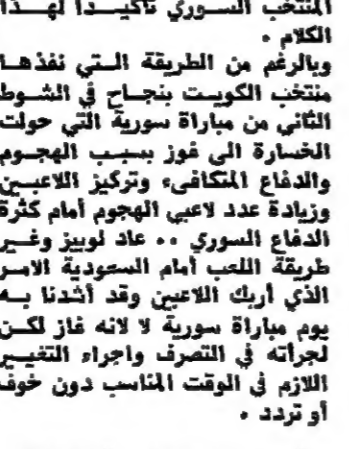 المنتخب السوري تأكيدا لهذا
الكلام .
وبالرغم من الطريقة التي نفذها
منتخب الكويت بنجاح في الشوط
الثاني من مباراة سورية التي حولت
الخسارة الى فوز بسبب الهجوم
والدفاع المتكافىء وتركيز اللاعبين
وزيادة عدد لاعبي الهجوم أمام كثرة
الدفاع السوري .. عاد لوبيز وغير
طريقة اللعب أمام السعودية الامر
الذي أربك اللاعبين وقد أشدنا به
يوم مباراة سورية لا لانه فاز لكن
لجرأته في التصرف واجراء التغيير
اللازم في الوقت المناسب دون خوف
أو تردد .